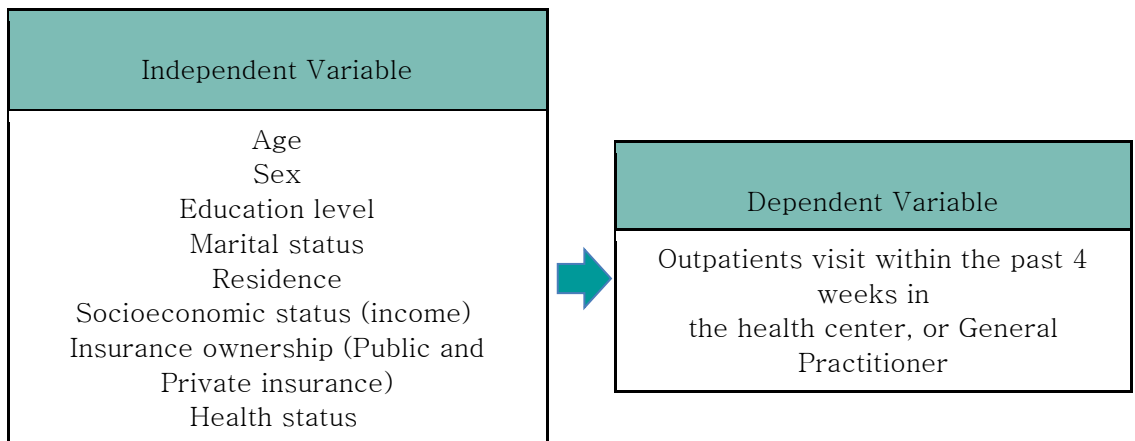 Independent Variable
Age
Sex
Education level
Marital status
Residence
Socioeconomic status (income)
Insurance ownership (Public and
Private insurance)
Health status
Dependent Variable
Outpatients visit within the past 4
weeks in
the health center, or General
Practitioner